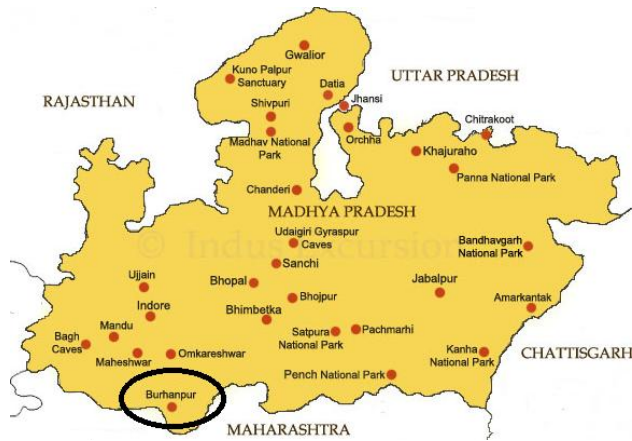 Gwalior
Kuno Palpur
Sanctuary
UTTAR PRADESH
Datia
RAJASTHAN
Jhansi
Shivpuri
Chitrakoot
Orchha
Madhav National
Park
Khajuraho
Panna National Park
Chanderi
MADHYA PRADESH
Udaigiri Gyraspur
Caves
© Indus Excursion
Bandhavgarh
National Park
Sanchi
Ujjain
Bhopal
Jabalpur
Bhojpur
Indore
Amarkantak
Bhimbetka
Mandu
Satpura
National Park
Pachmarhi
Bagh
Caves
Maheshwar
Omkareshwar
Kanha
National Park
CHATTISGARH
Pench National Park
Burhanpur
MAHARASHTRA